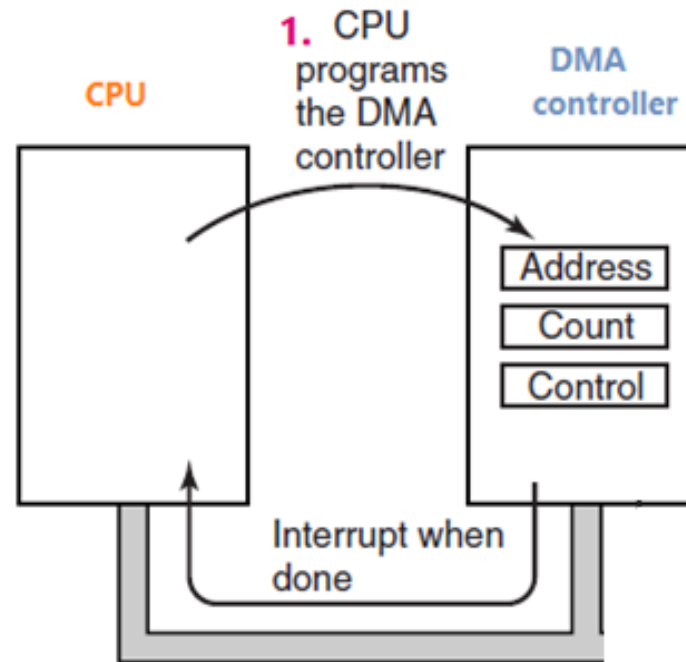 1. CPU
programs
the DMA
controller
CPU
DMA
controller
Address
Count
Control
Interrupt when
done